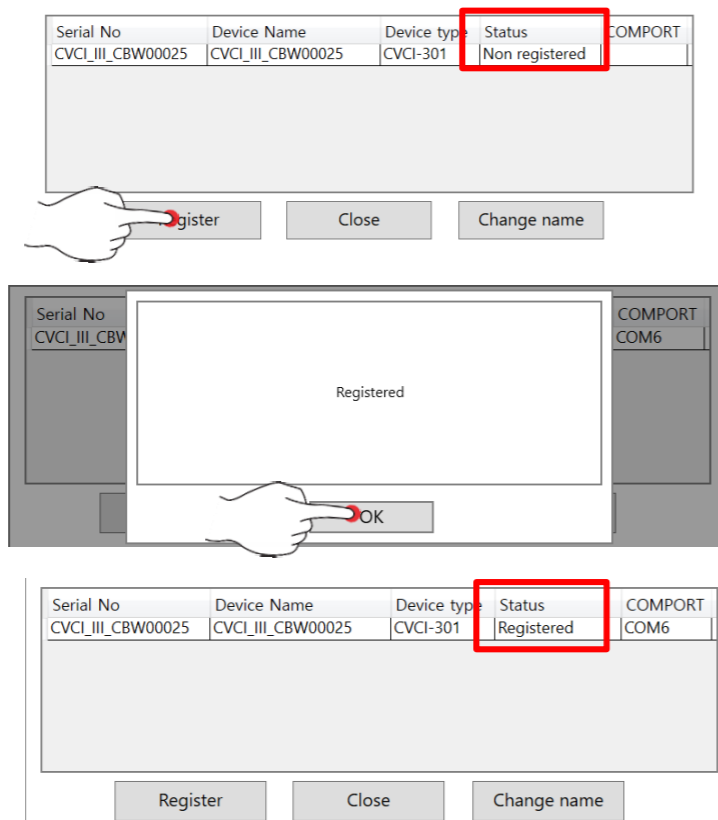 Serial No Device Name Device type Status COMPORT
CVCI_III_CBW00025 CVCI_III_CBW00025 CVCI-301 Non registered
gister Close Change name
Serial No COMPORT
CVCI_III_CBW COM6
Registered
OK
Serial No Device Name Device type Status COMPORT
CVCI_III_CBW00025 CVCI_III_CBW00025 CVCI-301 Registered COM6
Register Close Change name